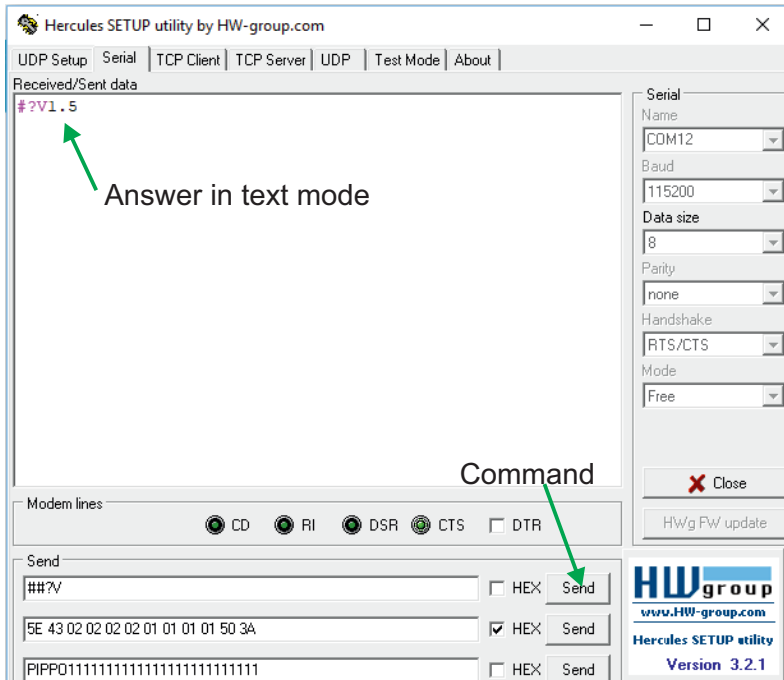 Hercules SETUP utility by HW-group.com
UDP Setup Serial TCP Client TCP Server UDP Test Mode About
Received/Sent data
#?V1.5
Answer in text mode
Serial
Name
COM12
Baud
115200
Data size
8
Parity
none
Handshake
RTS/CTS
Mode
Free
Command
Close
HWg FW update
Modem lines
CD RI DSR CTS DTR
Send
##?V HEX Send
5E 43 02 02 02 02 01 01 01 01 50 3A HEX Send
HWgroup
www.HW-group.com
Hercules SETUP utility
Version 3.2.1
HEX Send